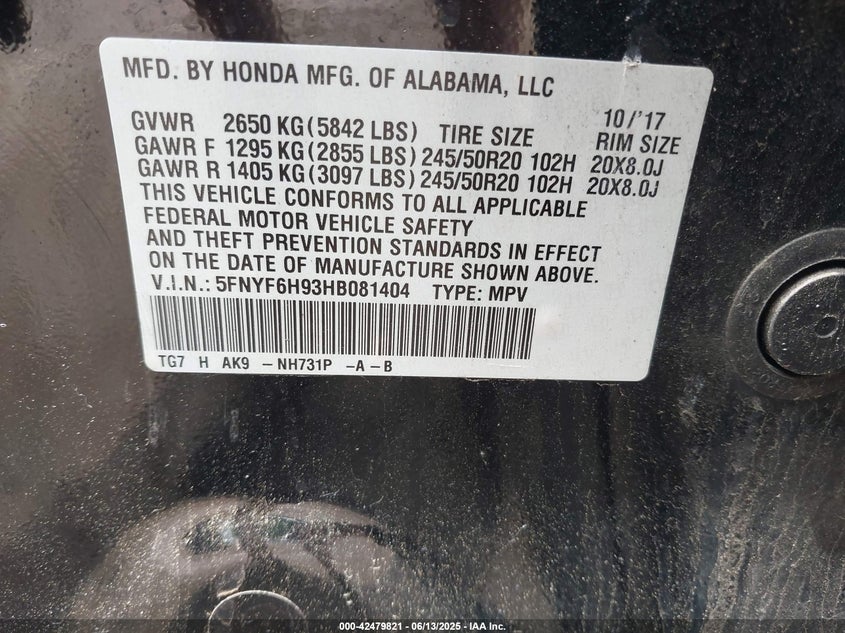 MFD. BY HONDA MFG. OF ALABAMA, LLC
10/'17
GVWR 2650 KG (5842 LBS) TIRE SIZE RIM SIZE
GAWR F 1295 KG (2855 LBS) 245/50R20 102H 20X8.0J
GAWR R 1405 KG (3097 LBS) 245/50R20 102H 20X8.0J
THIS VEHICLE CONFORMS TO ALL APPLICABLE
FEDERAL MOTOR VEHICLE SAFETY
AND THEFT PREVENTION STANDARDS IN EFFECT
ON THE DATE OF MANUFACTURE SHOWN ABOVE.
V.I.N.: 5FNYF6H93HB081404 TYPE: MPV
TG7 H AK9 – NH731P –A – B
000-42479821 - 06/13/2025 - IAA Inc.